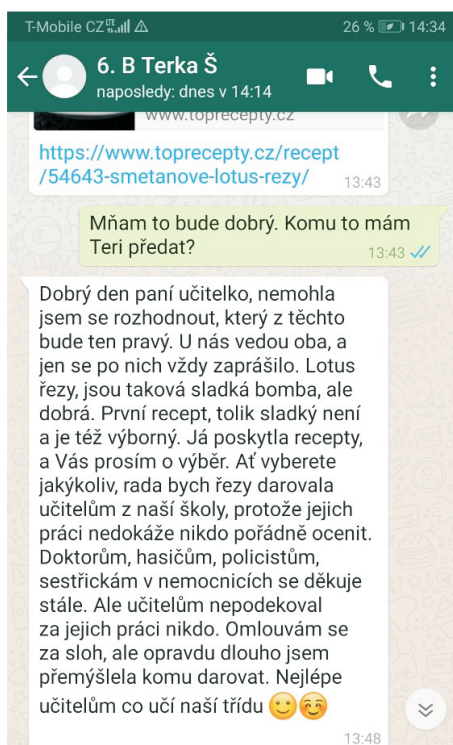 T-Mobile CZ LTE 26 % 14:34
6. B Terka Š
naposledy: dnes v 14:14
www.toprecepty.cz
https://www.toprecepty.cz/recept
/54643-smetanove-lotus-rezy/ 13:43
Mňam to bude dobrý. Komu to mám
Teri předat? 13:43
Dobrý den paní učitelko, nemohla
jsem se rozhodnout, který z těchto
bude ten pravý. U nás vedou oba, a
jen se po nich vždy zaprášilo. Lotus
řezy, jsou taková sladká bomba, ale
dobrá. První recept, tolik sladký není
a je též výborný. Já poskytla recepty,
a Vás prosím o výběr. Ať vyberete
jakýkoliv, rada bych řezy darovala
učitelům z naší školy, protože jejich
práci nedokáže nikdo pořádně ocenit.
Doktorům, hasičům, policistům,
sestřickám v nemocnicích se děkuje
stále. Ale učitelům nepodekoval
za jejich práci nikdo. Omlouvám se
za sloh, ale opravdu dlouho jsem
přemýšlela komu darovat. Nejlépe
učitelům co učí naší třídu 🙂☺️
13:48